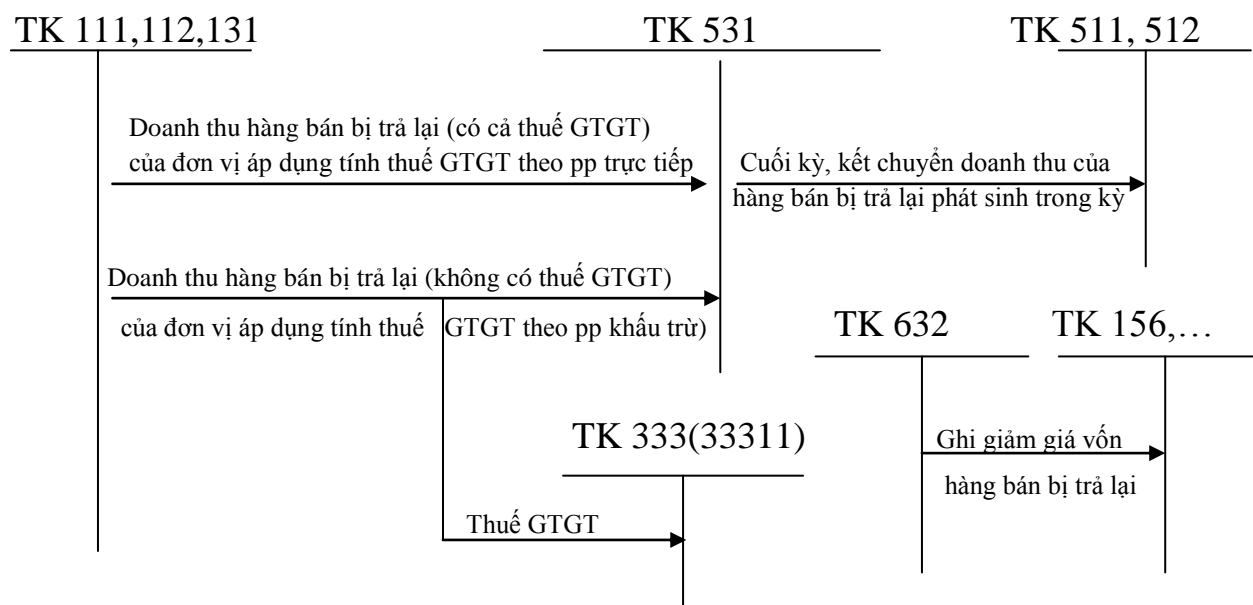 TK 111,112,131
TK 531
TK 511, 512
Doanh thu hàng bán bị trả lại (có cả thuế GTGT)
của đơn vị áp dụng tính thuế GTGT theo pp trực tiếp
Cuối kỳ, kết chuyển doanh thu của
hàng bán bị trả lại phát sinh trong kỳ
Doanh thu hàng bán bị trả lại (không có thuế GTGT)
của đơn vị áp dụng tính thuế GTGT theo pp khấu trừ)
TK 632
TK 156,…
TK 333(33311)
Ghi giảm giá vốn
hàng bán bị trả lại
Thuế GTGT